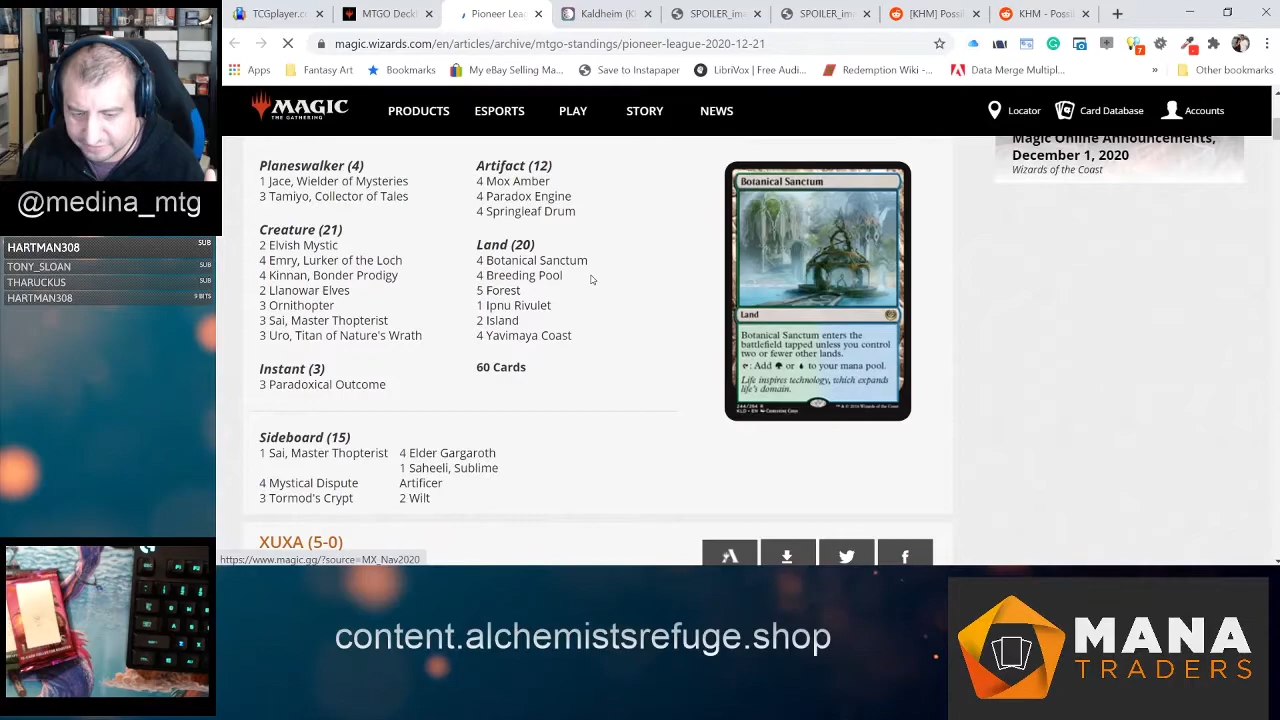 TCGplayer.c
MTGO Deckl
Pioneer Lea
Kaldheim (K
SPOILER_im
SPOILER_
[KHM] Possil
KHM - Possil
magic.wizards.com/en/articles/archive/mtgo-standings/pioneer-league-2020-12-21
7
Apps
Fantasy Art
Bookmarks
My eBay Selling Ma...
Save to Instapaper
LibriVox | Free Audi...
Redemption Wiki -...
Data Merge Multipl...
»
Other bookmarks
MAGIC
THE GATHERING
PRODUCTS
ESPORTS
PLAY
STORY
NEWS
Locator
Card Database
Accounts
Magic Online Announcements,
December 1, 2020
Wizards of the Coast
Planeswalker (4)
1 Jace, Wielder of Mysteries
3 Tamiyo, Collector of Tales
Creature (21)
2 Elvish Mystic
4 Emry, Lurker of the Loch
4 Kinnan, Bonder Prodigy
2 Llanowar Elves
3 Ornithopter
3 Sai, Master Thopterist
3 Uro, Titan of Nature's Wrath
Instant (3)
3 Paradoxical Outcome
Artifact (12)
4 Mox Amber
4 Paradox Engine
4 Springleaf Drum
Land (20)
4 Botanical Sanctum
4 Breeding Pool
5 Forest
1 Ipnu Rivulet
2 Island
4 Yavimaya Coast
60 Cards
Sideboard (15)
1 Sai, Master Thopterist
4 Mystical Dispute
3 Tormod's Crypt
4 Elder Gargaroth
1 Saheeli, Sublime
Artificer
2 Wilt
Botanical Sanctum
Land
Botanical Sanctum enters the
battlefield tapped unless you control
two or fewer other lands.
: Add or to your mana pool.
Life inspires technology, which expands
life's domain.
XUXA (5-0)
https://www.magic.gg/?source=MX_Nav2020
@medina_mtg
HARTMAN308 SUB
TONY_SLOAN SUB
THARUCKUS SUB
HARTMAN308 9 BITS
content.alchemistsrefuge.shop
MANA
TRADERS